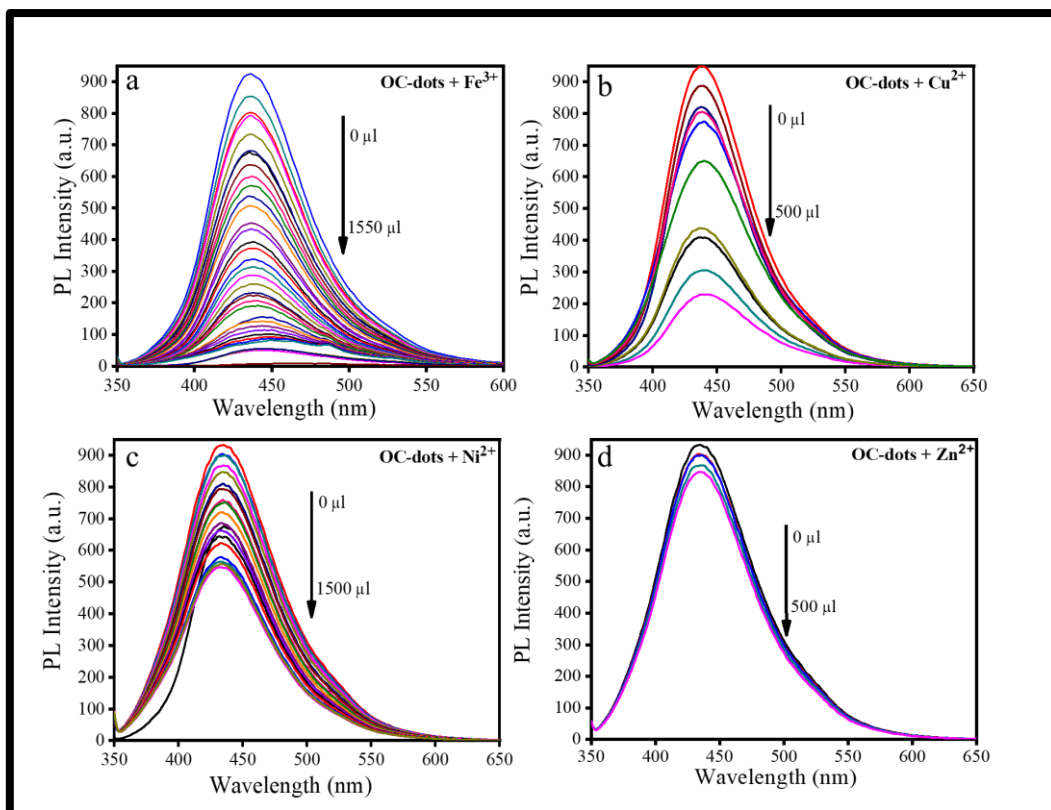 a
OC-dots + Fe³⁺
0 µl
1550 µl
PL Intensity (a.u.)
900
800
700
600
500
400
300
200
100
0
350 400 450 500 550 600
Wavelength (nm)
b
OC-dots + Cu²⁺
0 µl
500 µl
PL Intensity (a.u.)
900
800
700
600
500
400
300
200
100
0
350 400 450 500 550 600 650
Wavelength (nm)
c
OC-dots + Ni²⁺
0 µl
1500 µl
PL Intensity (a.u.)
900
800
700
600
500
400
300
200
100
0
350 400 450 500 550 600 650
Wavelength (nm)
d
OC-dots + Zn²⁺
0 µl
500 µl
PL Intensity (a.u.)
900
800
700
600
500
400
300
200
100
0
350 400 450 500 550 600 650
Wavelength (nm)